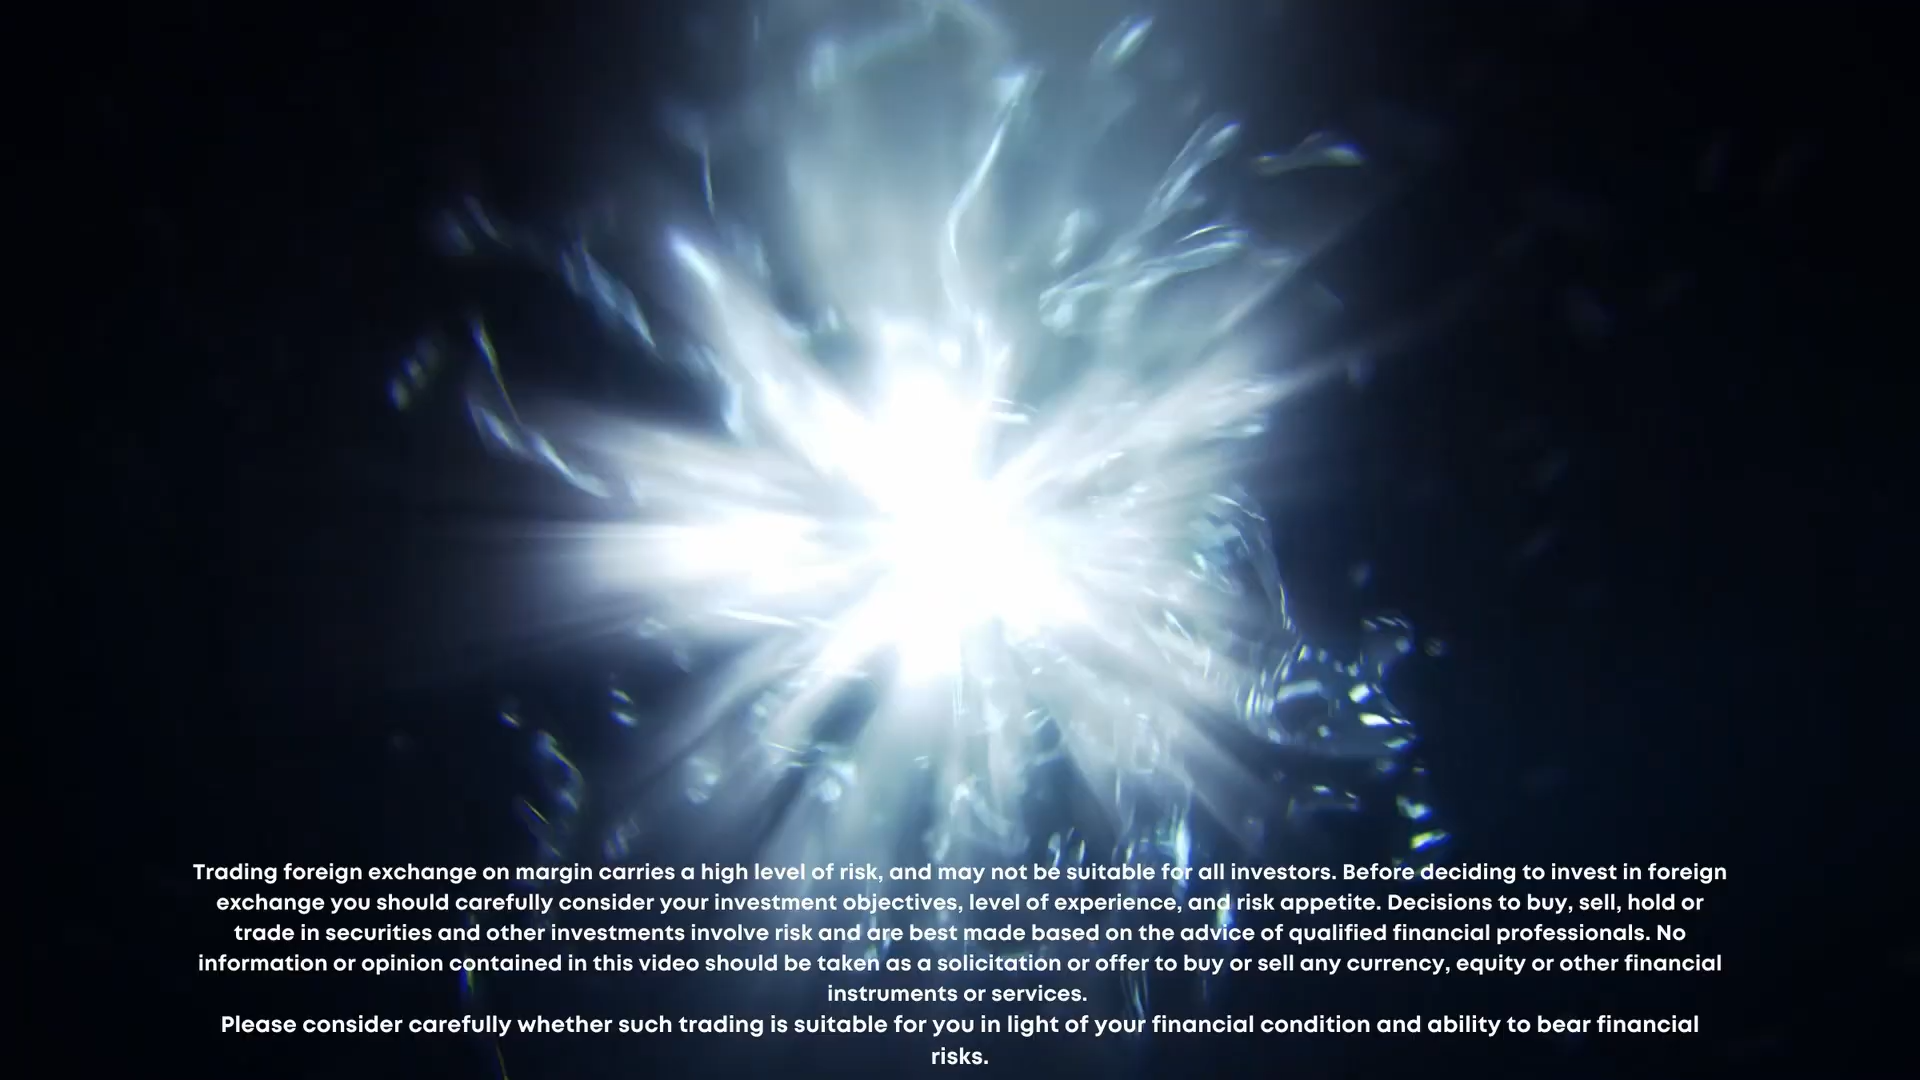 Trading foreign exchange on margin carries a high level of risk, and may not be suitable for all investors. Before deciding to invest in foreign
exchange you should carefully consider your investment objectives, level of experience, and risk appetite. Decisions to buy, sell, hold or
trade in securities and other investments involve risk and are best made based on the advice of qualified financial professionals. No
information or opinion contained in this video should be taken as a solicitation or offer to buy or sell any currency, equity or other financial
instruments or services.
Please consider carefully whether such trading is suitable for you in light of your financial condition and ability to bear financial
risks.